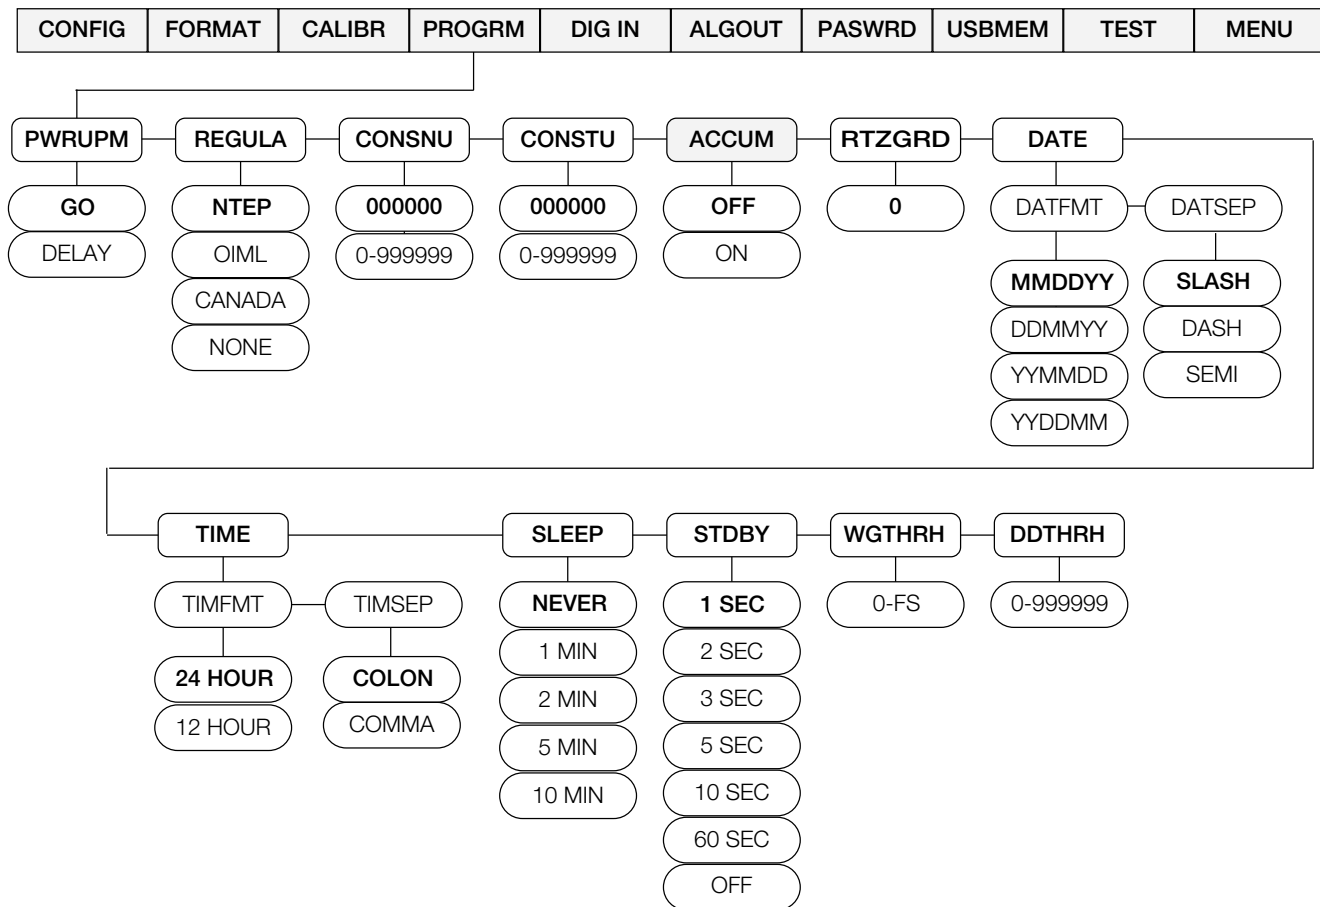 CONFIG FORMAT CALIBR PROGRM DIG IN ALGOUT PASWRD USBMEM TEST MENU
PWRUPM REGULA CONSNU CONSTU ACCUM RTZGRD DATE
GO NTEP 000000 000000 OFF 0 DATFMT DATSEP
DELAY OIML 0-999999 0-999999 ON
CANADA MMDDYY SLASH
NONE DDMMYY DASH
YYMMDD SEMI
YYDDMM
TIME SLEEP STDBY WGTHRH DDTHRH
TIMFMT TIMSEP NEVER 1 SEC 0-FS 0-999999
1 MIN 2 SEC
24 HOUR COLON 2 MIN 3 SEC
12 HOUR COMMA 5 MIN 5 SEC
10 MIN 10 SEC
60 SEC
OFF